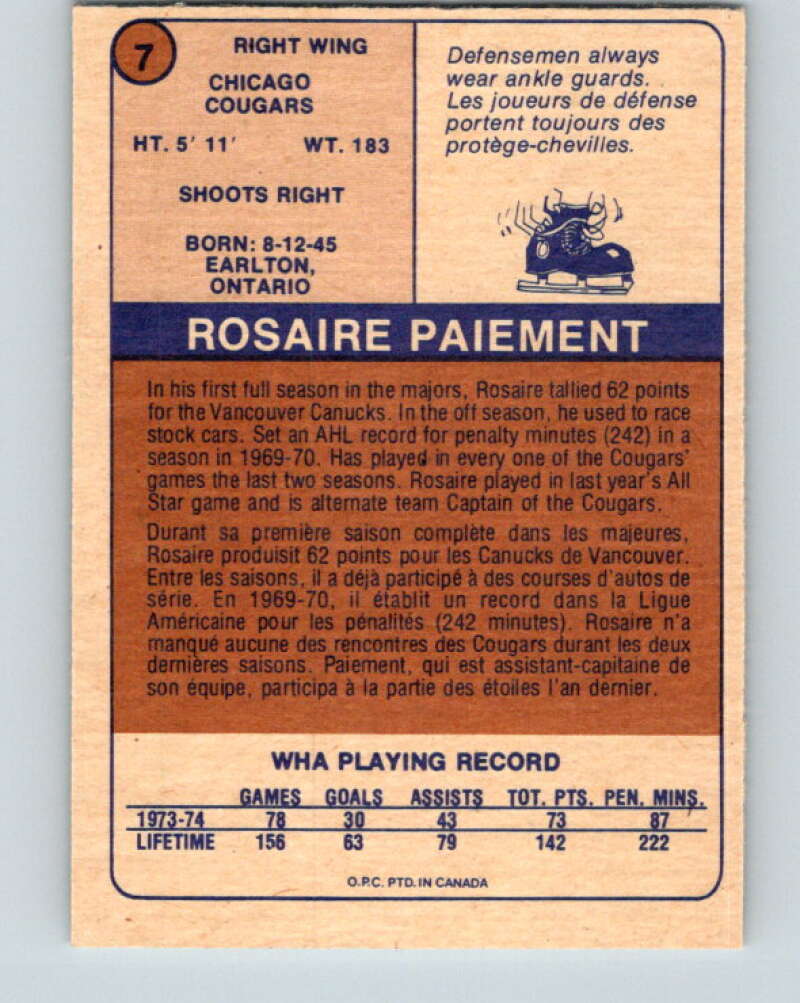 7
RIGHT WING
CHICAGO
COUGARS
HT. 5' 11' WT. 183
SHOOTS RIGHT
BORN: 8-12-45
EARLTON,
ONTARIO
Defensemen always
wear ankle guards.
Les joueurs de défense
portent toujours des
protège-chevilles.
ROSAIRE PAIEMENT
In his first full season in the majors, Rosaire tallied 62 points
for the Vancouver Canucks. In the off season, he used to race
stock cars. Set an AHL record for penalty minutes (242) in a
season in 1969-70. Has played in every one of the Cougars'
games the last two seasons. Rosaire played in last year's All
Star game and is alternate team Captain of the Cougars.
Durant sa première saison complète dans les majeures,
Rosaire produisit 62 points pour les Canucks de Vancouver.
Entre les saisons, il a déjà participé à des courses d'autos de
série. En 1969-70, il établit un record dans la Ligue
Américaine pour les pénalités (242 minutes). Rosaire n'a
manqué aucune des rencontres des Cougars durant les deux
dernières saisons. Paiement, qui est assistant-capitaine de
son équipe, participa à la partie des étoiles l'an dernier.
WHA PLAYING RECORD
GAMES GOALS ASSISTS TOT. PTS. PEN. MINS.
1973-74 78 30 43 73 87
LIFETIME 156 63 79 142 222
O.P.C. PTD. IN CANADA